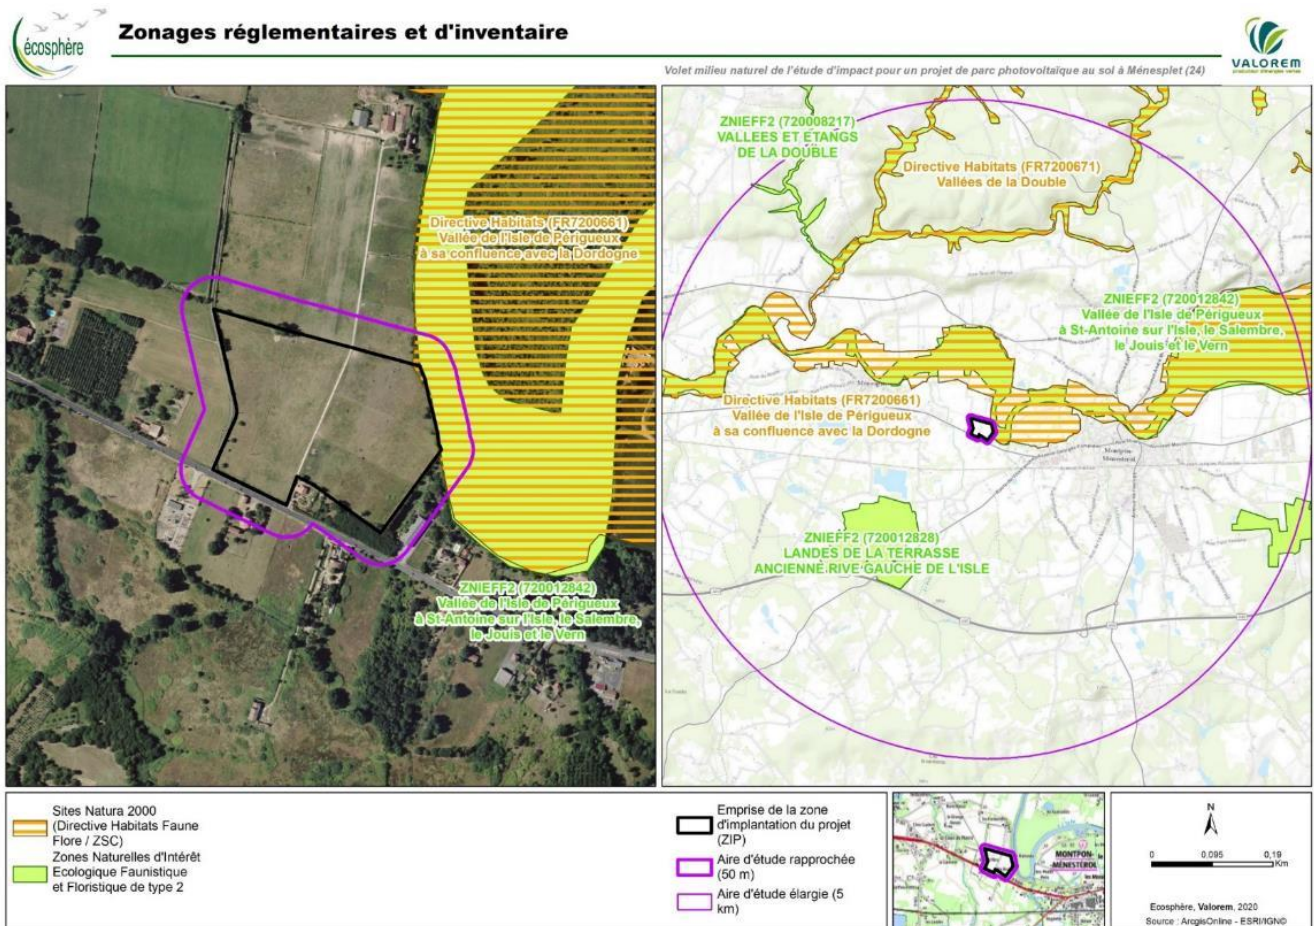 écosphère
Zonages réglementaires et d'inventaire
Volet milieu naturel de l'étude d'impact pour un projet de parc photovoltaïque au sol à Ménesplet (24)
VALOREM
Directive Habitats (FR7200661)
Vallée de l'Isle de Périgueux
à sa confluence avec la Dordogne
ZNIEFF2 (720012842)
Vallée de l'Isle de Périgueux
à St-Antoine sur l'Isle, le Salembre,
le Jouis et le Vern
ZNIEFF2 (720008217)
VALLEES ET ETANGS
DE LA DOUBLE
Directive Habitats (FR7200671)
Vallées de la Double
ZNIEFF2 (720012842)
Vallée de l'Isle de Périgueux
à St-Antoine sur l'Isle, le Salembre,
le Jouis et le Vern
Directive Habitats (FR7200661)
Vallée de l'Isle de Périgueux
à sa confluence avec la Dordogne
ZNIEFF2 (720012828)
LANDES DE LA TERRASSE
ANCIENNE RIVE GAUCHE DE L'ISLE
Sites Natura 2000
(Directive Habitats Faune
Flore / ZSC)
Zones Naturelles d'Intérêt
Ecologique Faunistique
et Floristique de type 2
Emprise de la zone
d'implantation du projet
(ZIP)
Aire d'étude rapprochée
(50 m)
Aire d'étude élargie (5
km)
MONTPON-
MÉNESTÉROL
N
0 0,095 0,19
Km
Ecosphère, Valorem, 2020
Source : ArcgisOnline - ESRI/IGN©